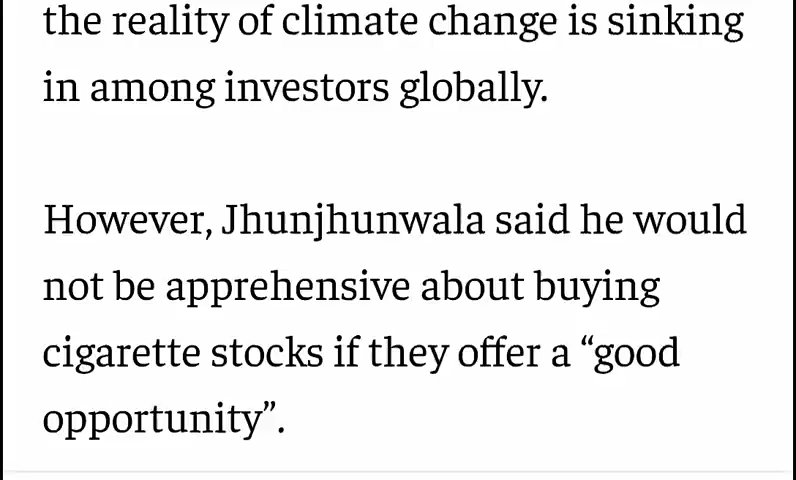 the reality of climate change is sinking
in among investors globally.
However, Jhunjhunwala said he would
not be apprehensive about buying
cigarette stocks if they offer a “good
opportunity”.